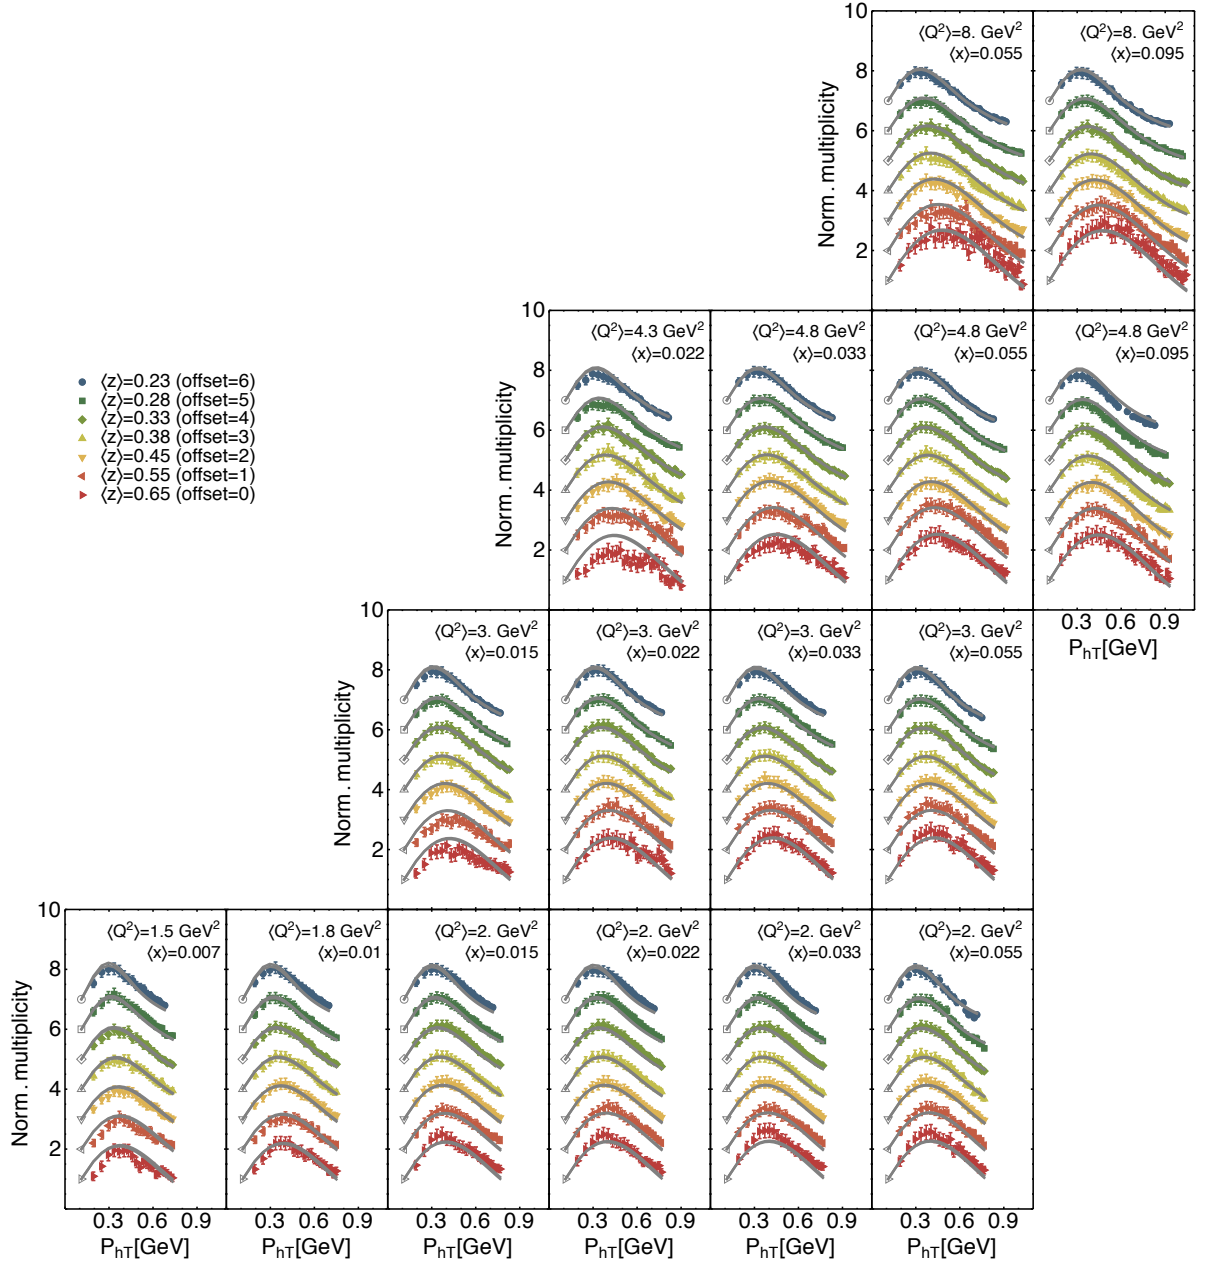 10
8
6
4
2
Norm. multiplicity
⟨Q²⟩=8. GeV²
⟨x⟩=0.055
⟨Q²⟩=8. GeV²
⟨x⟩=0.095
10
8
6
4
2
Norm. multiplicity
⟨Q²⟩=4.3 GeV²
⟨x⟩=0.022
⟨Q²⟩=4.8 GeV²
⟨x⟩=0.033
⟨Q²⟩=4.8 GeV²
⟨x⟩=0.055
⟨Q²⟩=4.8 GeV²
⟨x⟩=0.095
0.3 0.6 0.9
P_hT[GeV]
⟨z⟩=0.23 (offset=6)
⟨z⟩=0.28 (offset=5)
⟨z⟩=0.33 (offset=4)
⟨z⟩=0.38 (offset=3)
⟨z⟩=0.45 (offset=2)
⟨z⟩=0.55 (offset=1)
⟨z⟩=0.65 (offset=0)
10
8
6
4
2
Norm. multiplicity
⟨Q²⟩=3. GeV²
⟨x⟩=0.015
⟨Q²⟩=3. GeV²
⟨x⟩=0.022
⟨Q²⟩=3. GeV²
⟨x⟩=0.033
⟨Q²⟩=3. GeV²
⟨x⟩=0.055
10
8
6
4
2
Norm. multiplicity
⟨Q²⟩=1.5 GeV²
⟨x⟩=0.007
⟨Q²⟩=1.8 GeV²
⟨x⟩=0.01
⟨Q²⟩=2. GeV²
⟨x⟩=0.015
⟨Q²⟩=2. GeV²
⟨x⟩=0.022
⟨Q²⟩=2. GeV²
⟨x⟩=0.033
⟨Q²⟩=2. GeV²
⟨x⟩=0.055
0.3 0.6 0.9
P_hT[GeV]
0.3 0.6 0.9
P_hT[GeV]
0.3 0.6 0.9
P_hT[GeV]
0.3 0.6 0.9
P_hT[GeV]
0.3 0.6 0.9
P_hT[GeV]
0.3 0.6 0.9
P_hT[GeV]